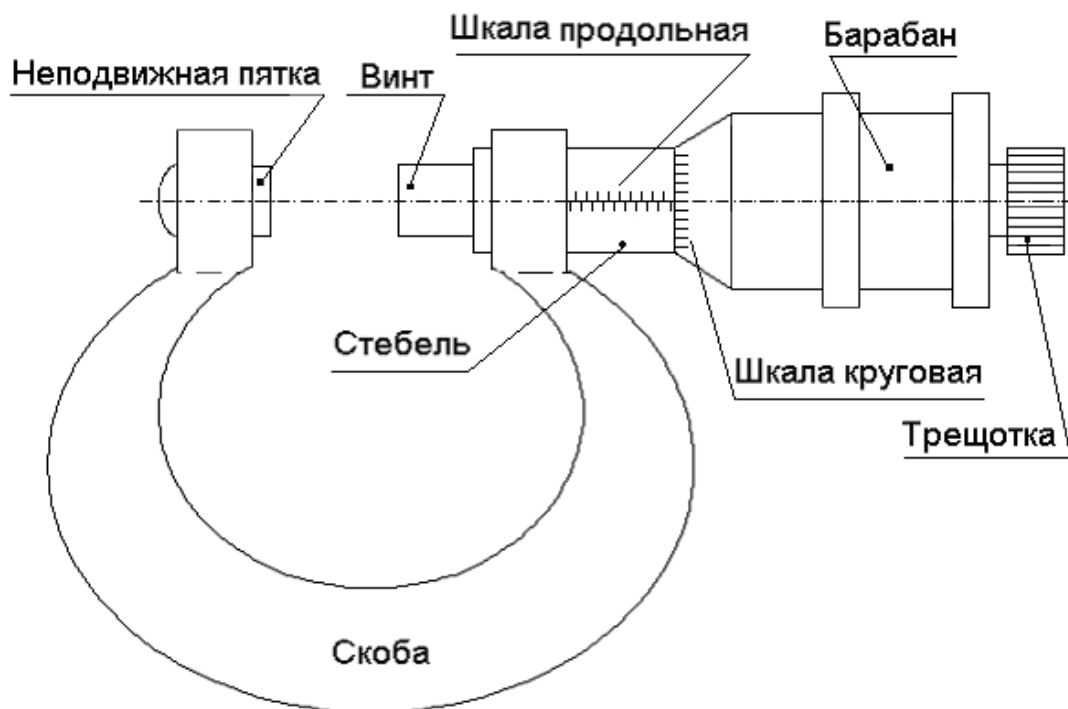 Шкала продольная
Барабан
Неподвижная пятка
Винт
Стебель
Шкала круговая
Трещотка
Скоба